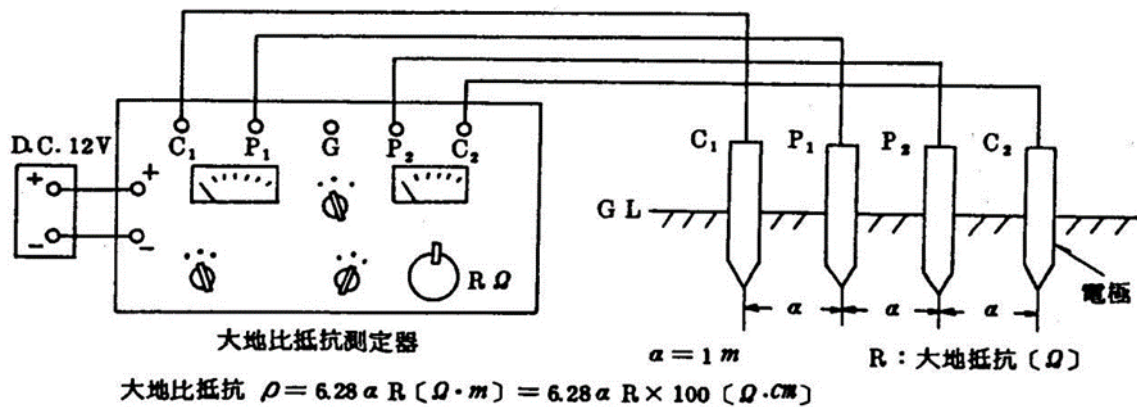 D.C. 12V
+ +
− −
C₁ P₁ G P₂ C₂
RΩ
大地比抵抗測定器
C₁ P₁ P₂ C₂
GL
電極
a a a
a = 1 m
R : 大地抵抗〔Ω〕
大地比抵抗 ρ = 6.28 a R〔Ω・m〕= 6.28 a R × 100〔Ω・cm〕